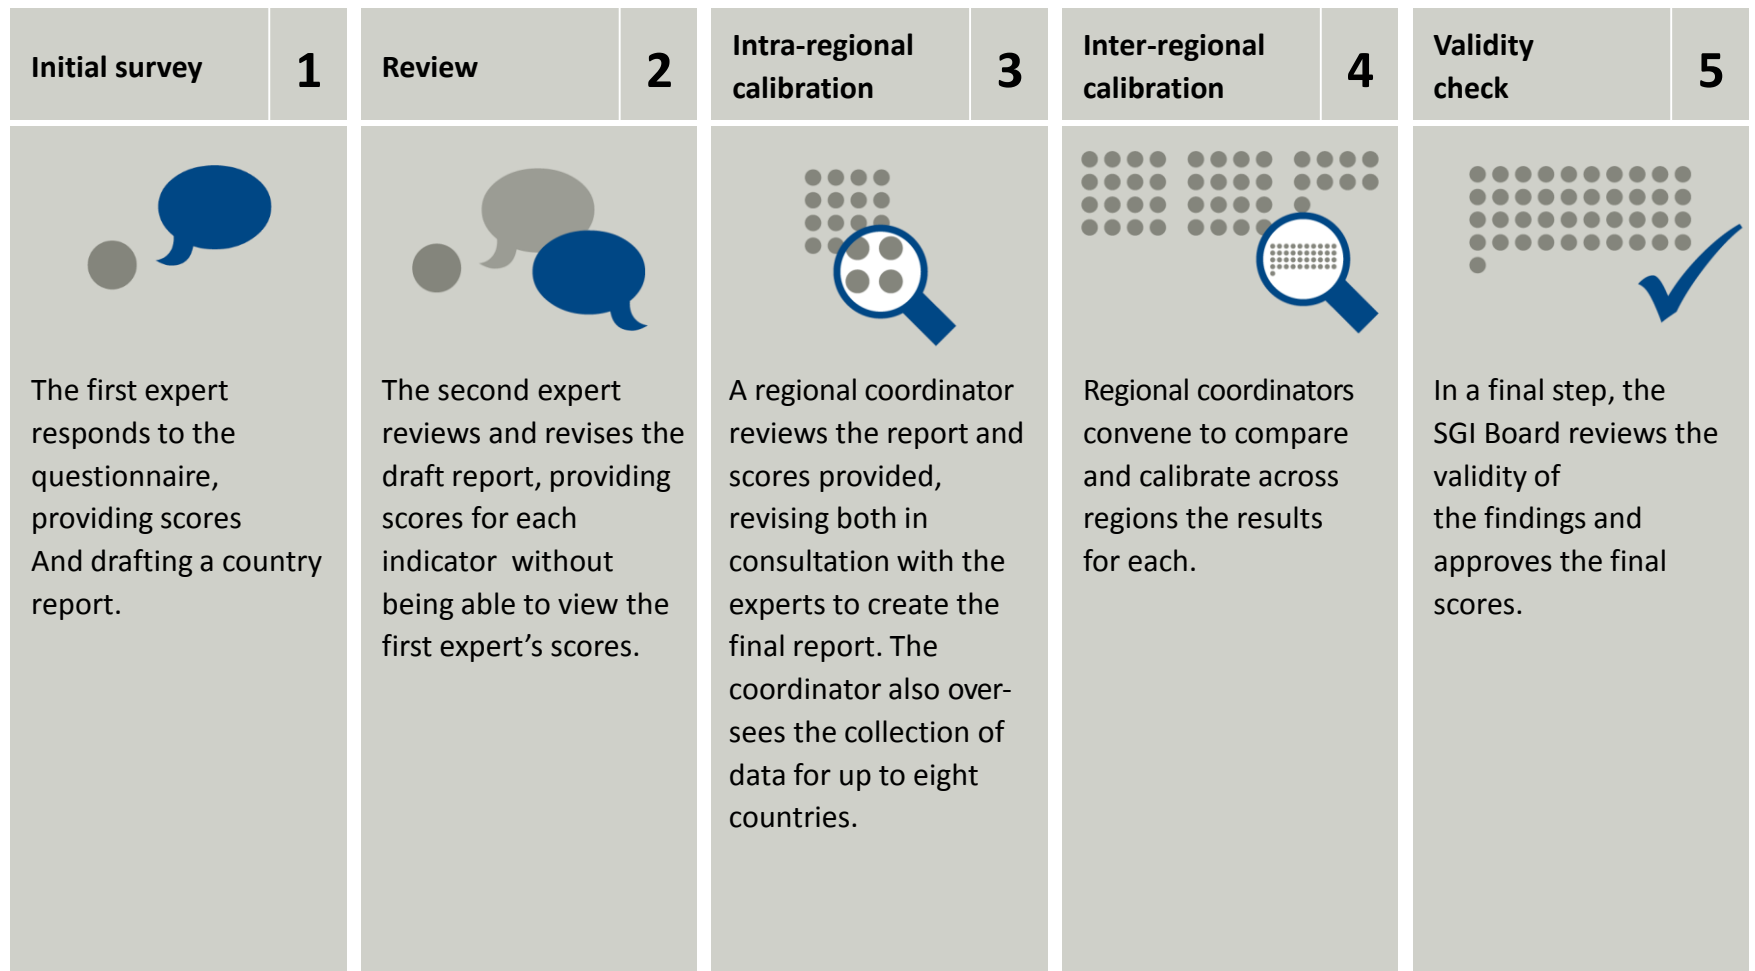 Initial survey
1
The first expert
responds to the
questionnaire,
providing scores
And drafting a country
report.
Review
2
The second expert
reviews and revises the
draft report, providing
scores for each
indicator  without
being able to view the
first expert’s scores.
Intra-regional
calibration
3
A regional coordinator
reviews the report and
scores provided,
revising both in
consultation with the
experts to create the
final report. The
coordinator also over-
sees the collection of
data for up to eight
countries.
Inter-regional
calibration
4
Regional coordinators
convene to compare
and calibrate across
regions the results
for each.
Validity
check
5
In a final step, the
SGI Board reviews the
validity of
the findings and
approves the final
scores.